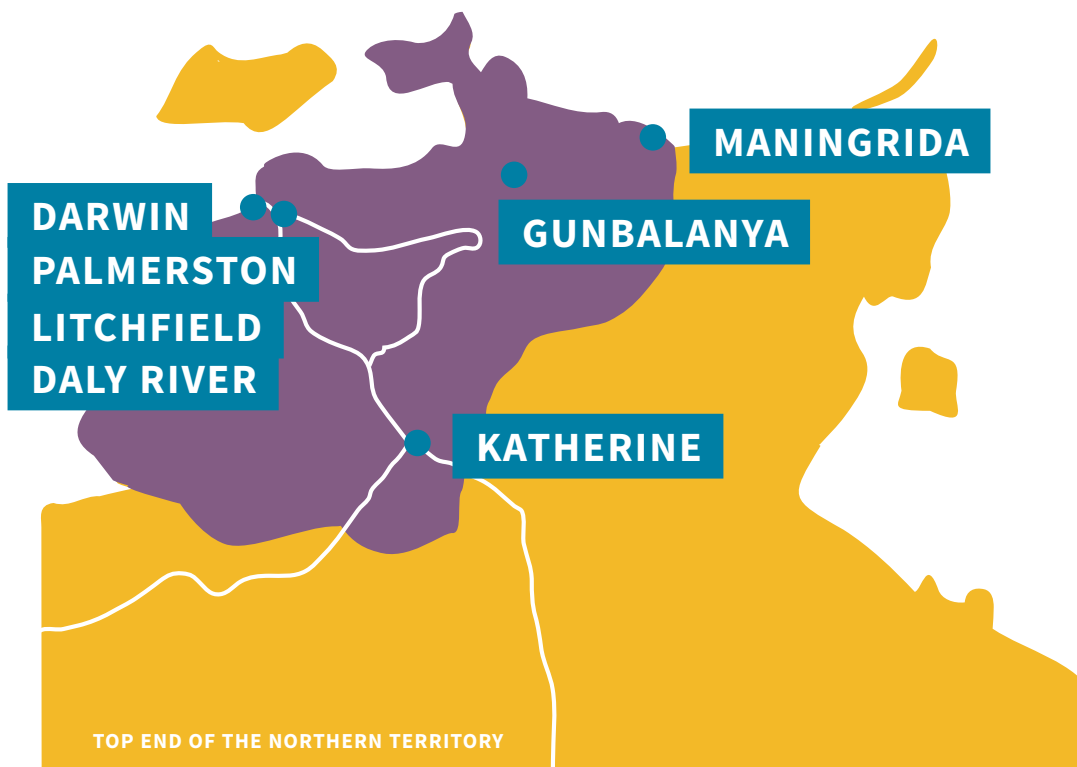 MANINGRIDA
DARWIN
GUNBALANYA
PALMERSTON
LITCHFIELD
DALY RIVER
KATHERINE
TOP END OF THE NORTHERN TERRITORY